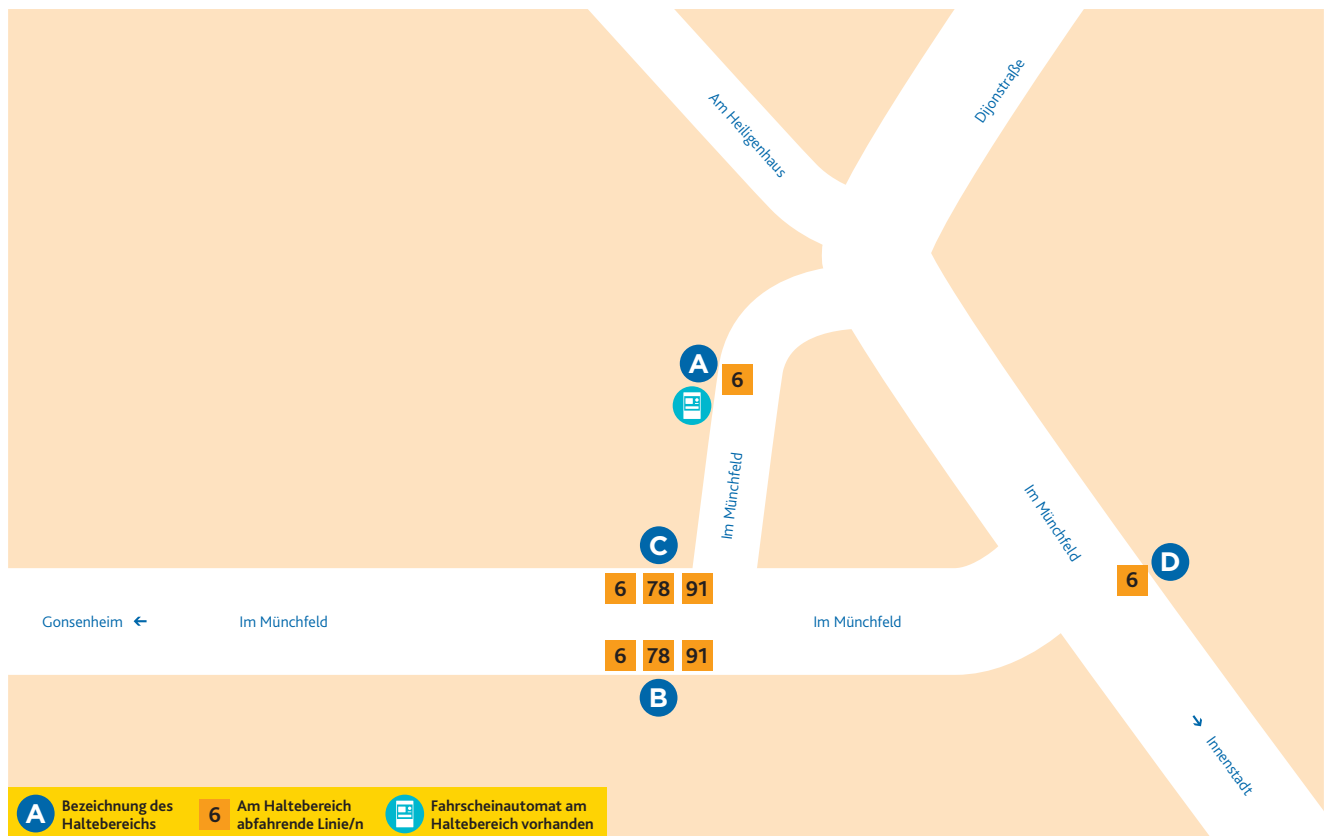 Am Heiligenhaus
Dijonstraße
A
6
Im Münchfeld
Im Münchfeld
C
D
6
6 78 91
Gonsenheim ←
Im Münchfeld
Im Münchfeld
6 78 91
B
↘ Innenstadt
A
Bezeichnung des
Haltebereichs
6
Am Haltebereich
abfahrende Linie/n
Fahrscheinautomat am
Haltebereich vorhanden